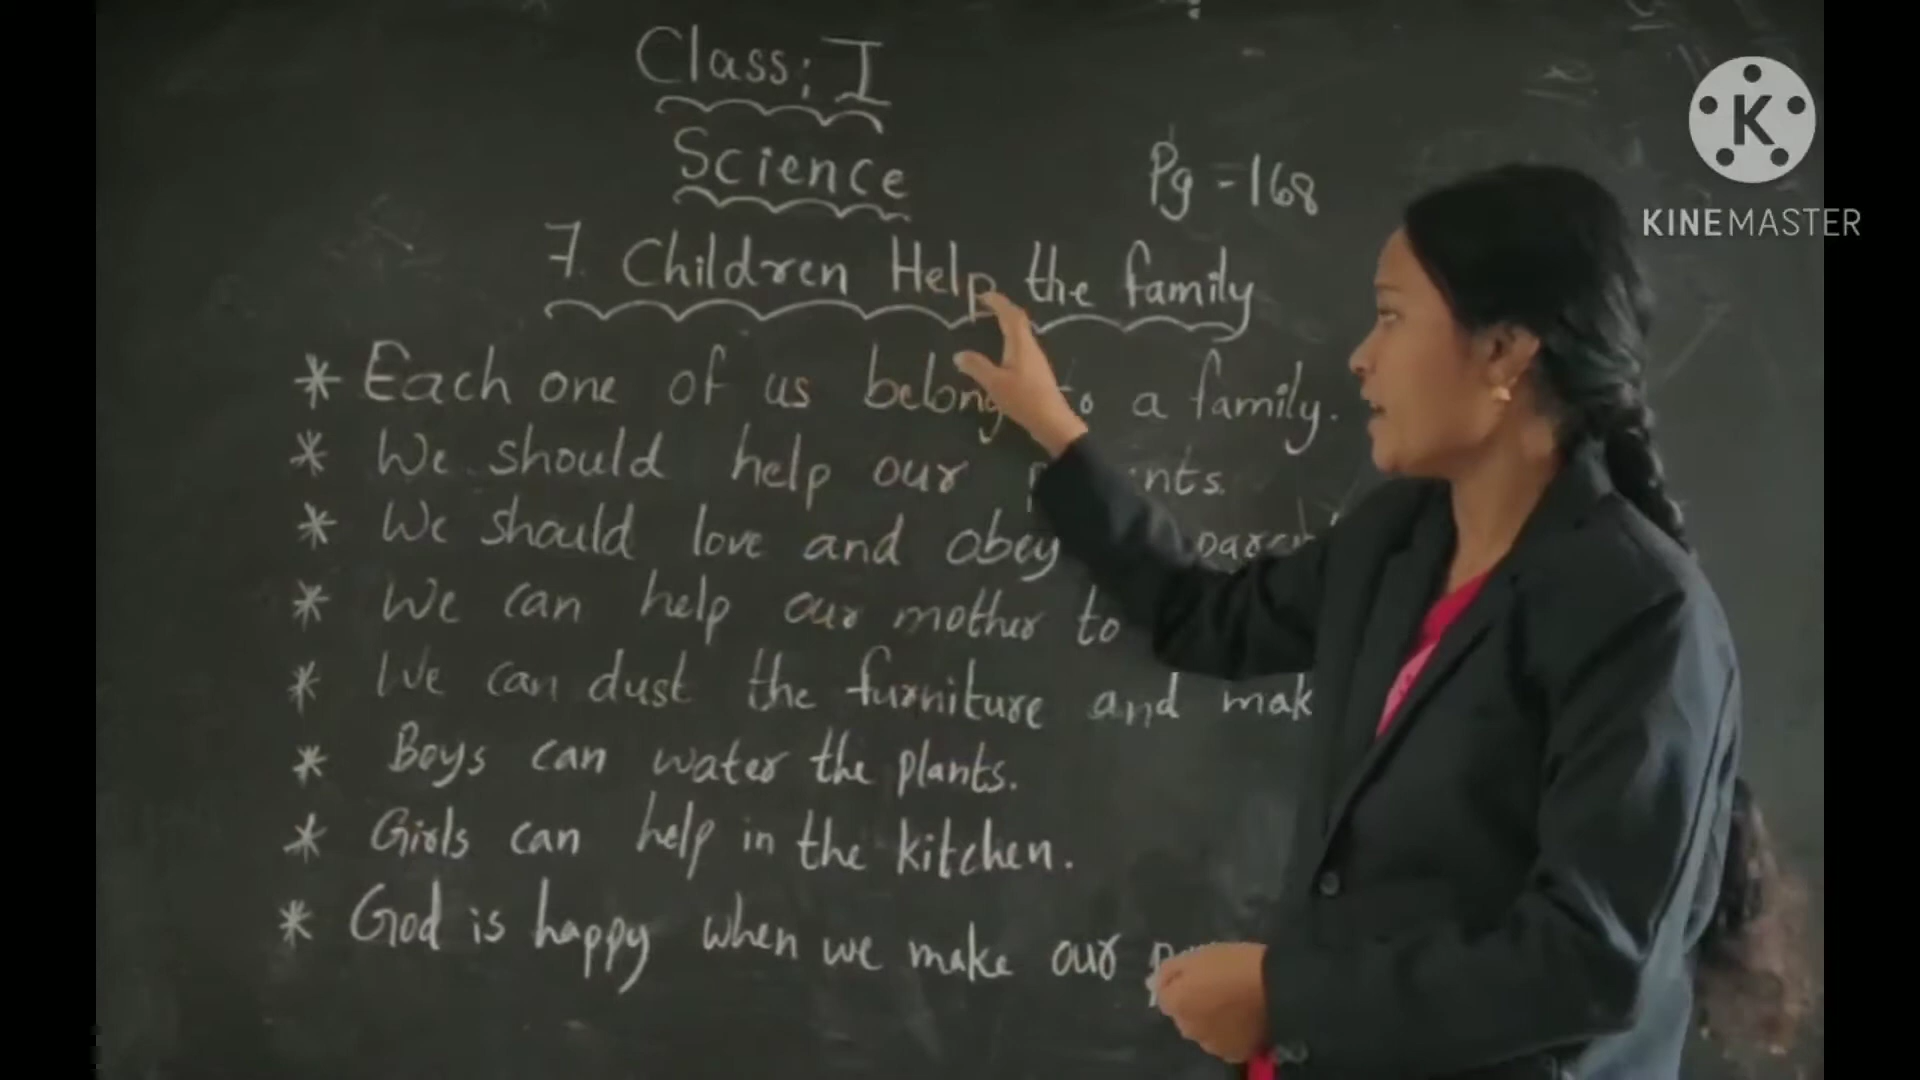 Class: I
Science
Pg - 168
7. Children Help the family
* Each one of us belong to a family.
* We should help our
* We should love and obey
* We can help our mother to
* We can dust the furniture and
* Boys can water the plants.
* Girls can help in the kitchen.
* God is happy when we make our
K
KINEMASTER